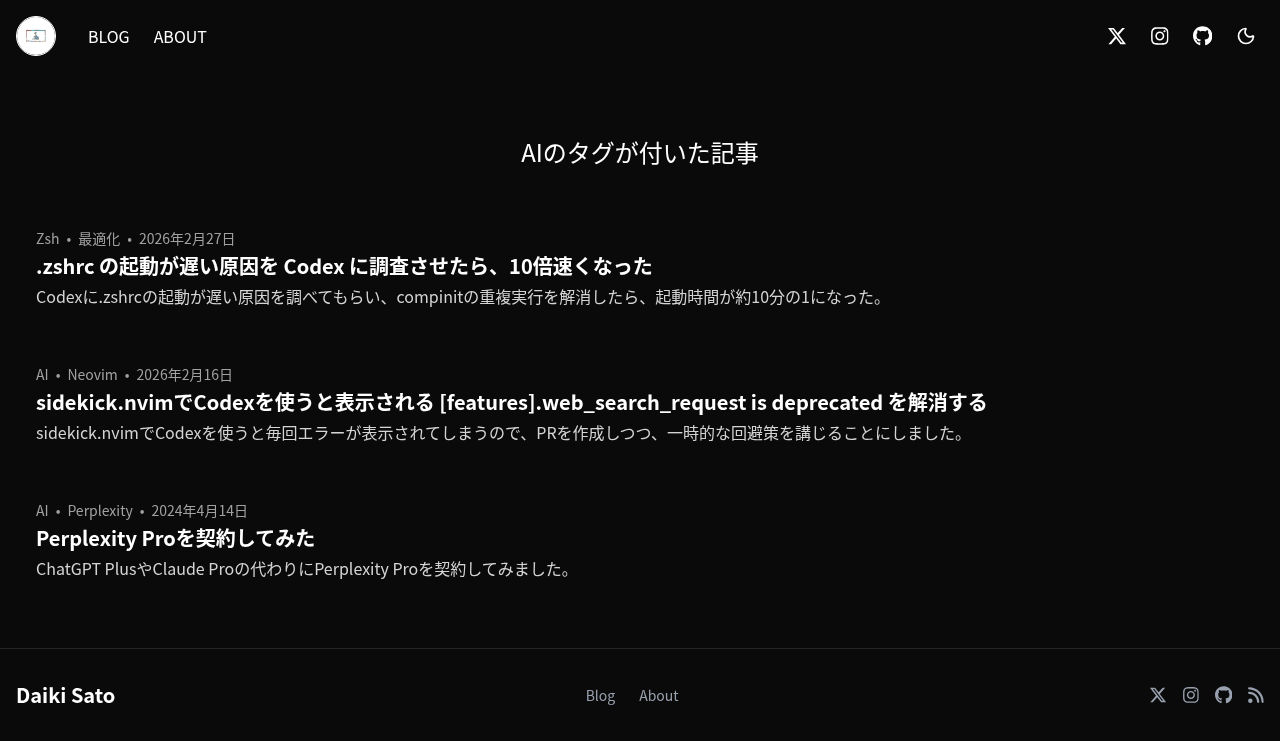 BLOG ABOUT
AIのタグが付いた記事
Zsh • 最適化 • 2026年2月27日
.zshrc の起動が遅い原因を Codex に調査させたら、10倍速くなった
Codexに.zshrcの起動が遅い原因を調べてもらい、compinitの重複実行を解消したら、起動時間が約10分の1になった。
AI • Neovim • 2026年2月16日
sidekick.nvimでCodexを使うと表示される [features].web_search_request is deprecated を解消する
sidekick.nvimでCodexを使うと毎回エラーが表示されてしまうので、PRを作成しつつ、一時的な回避策を講じることにしました。
AI • Perplexity • 2024年4月14日
Perplexity Proを契約してみた
ChatGPT PlusやClaude Proの代わりにPerplexity Proを契約してみました。
Daiki Sato Blog About